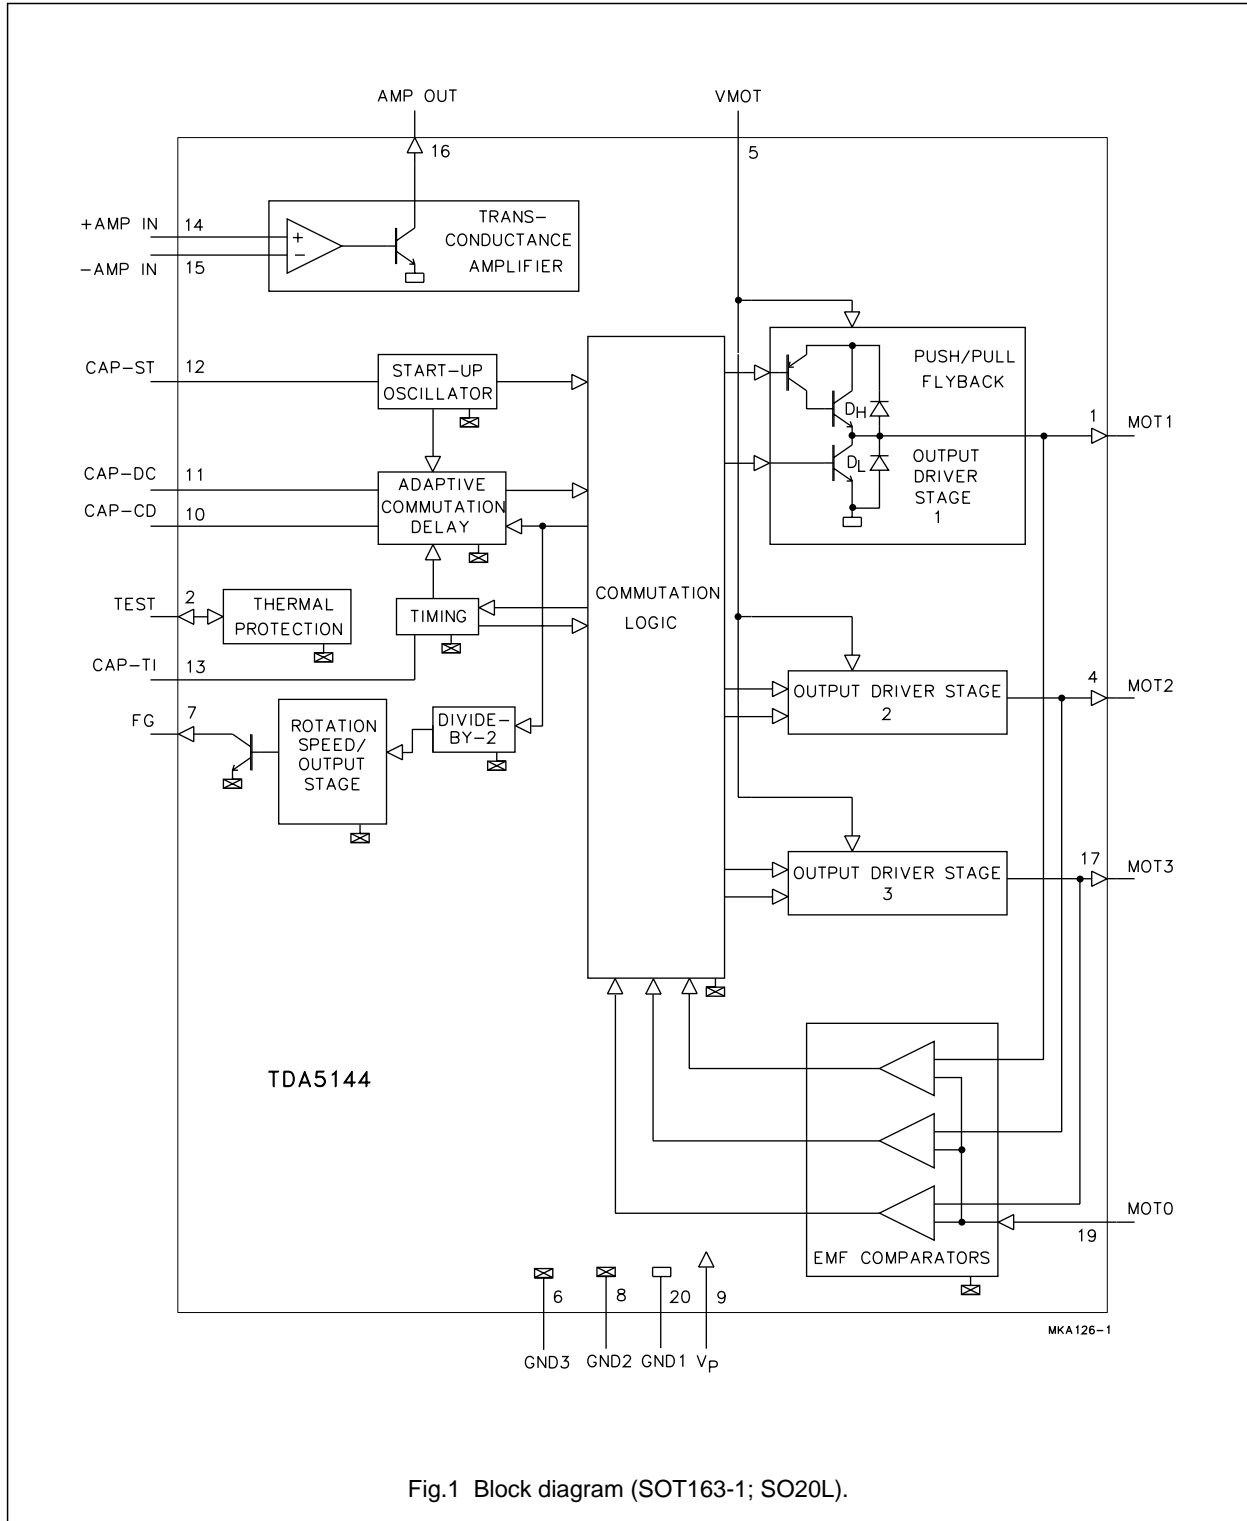 AMP OUT
VMOT
16
5
+AMP IN
14
-AMP IN
15
+
−
TRANS-
CONDUCTANCE
AMPLIFIER
CAP-ST
12
START-UP
OSCILLATOR
CAP-DC
11
CAP-CD
10
ADAPTIVE
COMMUTATION
DELAY
TEST
2
THERMAL
PROTECTION
TIMING
CAP-TI
13
FG
7
ROTATION
SPEED/
OUTPUT
STAGE
DIVIDE-
BY-2
COMMUTATION
LOGIC
PUSH/PULL
FLYBACK
DH
DL
OUTPUT
DRIVER
STAGE
1
1
MOT1
OUTPUT DRIVER STAGE
2
4
MOT2
OUTPUT DRIVER STAGE
3
17
MOT3
TDA5144
EMF COMPARATORS
19
MOT0
6
8
20
9
GND3
GND2
GND1
VP
MKA126-1
Fig.1 Block diagram (SOT163-1; SO20L).